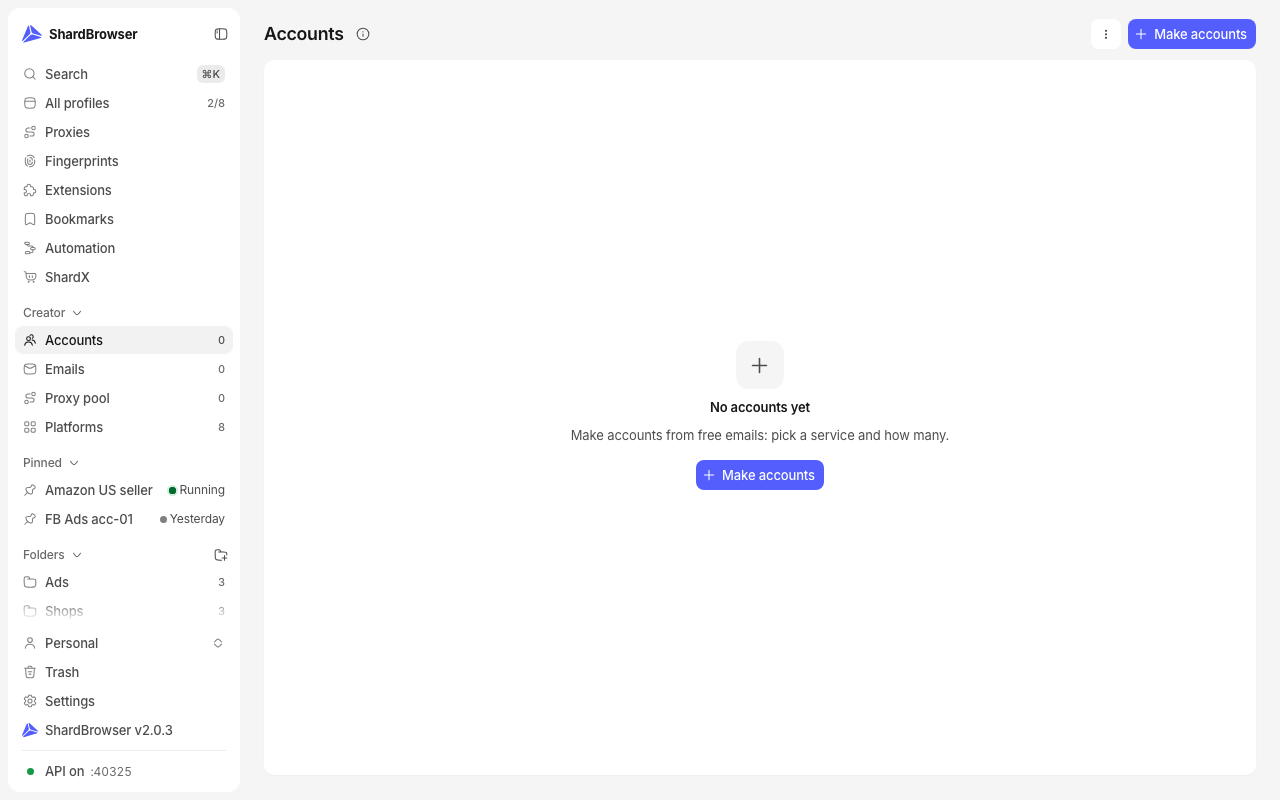 ShardBrowser
Search ⌘K
All profiles 2/8
Proxies
Fingerprints
Extensions
Bookmarks
Automation
ShardX
Creator
Accounts 0
Emails 0
Proxy pool 0
Platforms 8
Pinned
Amazon US seller Running
FB Ads acc-01 Yesterday
Folders
Ads 3
Shops 3
Personal
Trash
Settings
ShardBrowser v2.0.3
API on :40325
Accounts
Make accounts
No accounts yet
Make accounts from free emails: pick a service and how many.
Make accounts